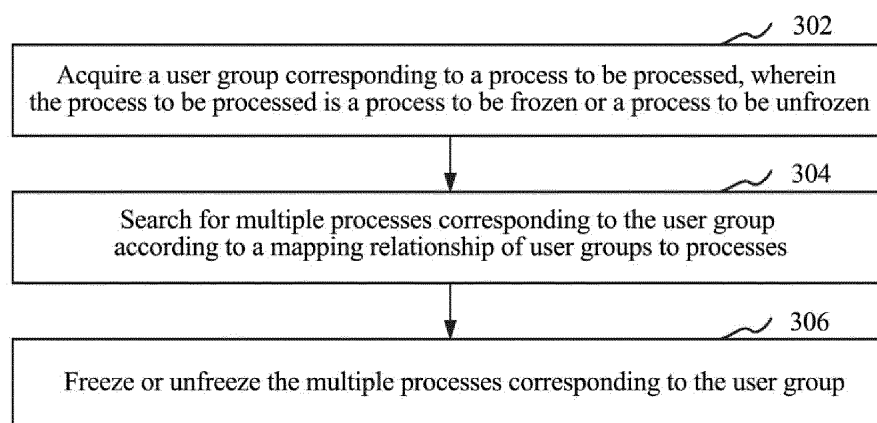 302
Acquire a user group corresponding to a process to be processed, wherein
the process to be processed is a process to be frozen or a process to be unfrozen
304
Search for multiple processes corresponding to the user group
according to a mapping relationship of user groups to processes
306
Freeze or unfreeze the multiple processes corresponding to the user group